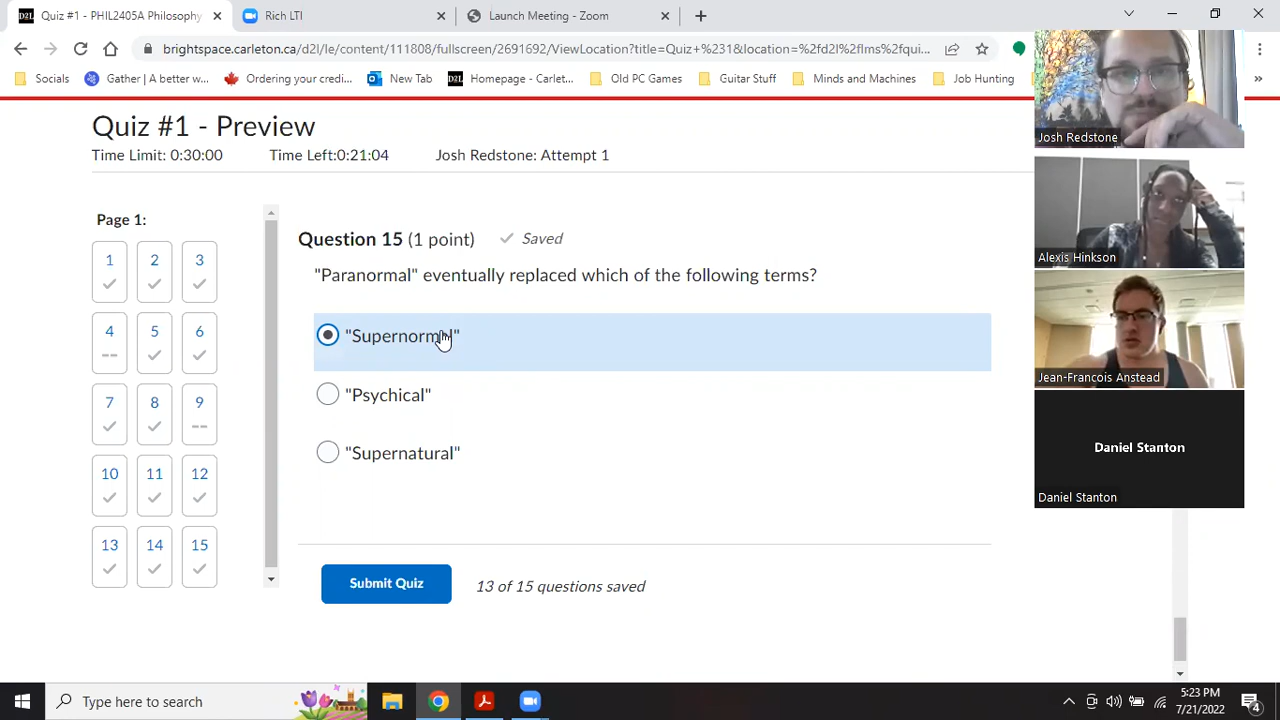 Quiz #1 - PHIL2405A Philosophy
Rich LTI
Launch Meeting - Zoom
brightspace.carleton.ca/d2l/le/content/111808/fullscreen/2691692/ViewLocation?title=Quiz+%231&location=%2fd2l%2flms%2fqui...
Socials
Gather | A better w...
Ordering your credi...
New Tab
Homepage - Carlet...
Old PC Games
Guitar Stuff
Minds and Machines
Job Hunting
»
Quiz #1 - Preview
Time Limit: 0:30:00 Time Left:0:21:04 Josh Redstone: Attempt 1
Josh Redstone
Page 1:
1 2 3
4 5 6
--
7 8 9
--
10 11 12
13 14 15
Question 15 (1 point) Saved
"Paranormal" eventually replaced which of the following terms?
"Supernormal"
"Psychical"
"Supernatural"
Submit Quiz 13 of 15 questions saved
Alexis Hinkson
Jean-Francois Anstead
Daniel Stanton
Daniel Stanton
Type here to search
5:23 PM
7/21/2022
4